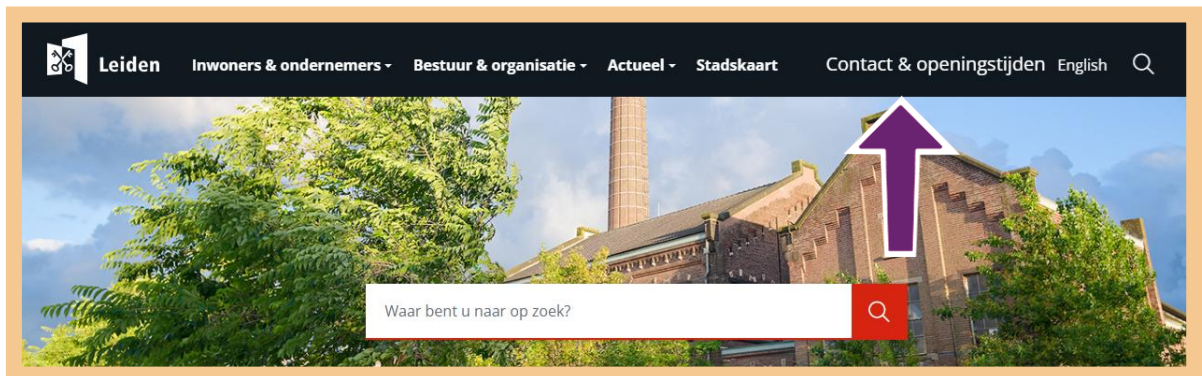 Leiden Inwoners & ondernemers Bestuur & organisatie Actueel Stadskaart Contact & openingstijden English
Waar bent u naar op zoek?